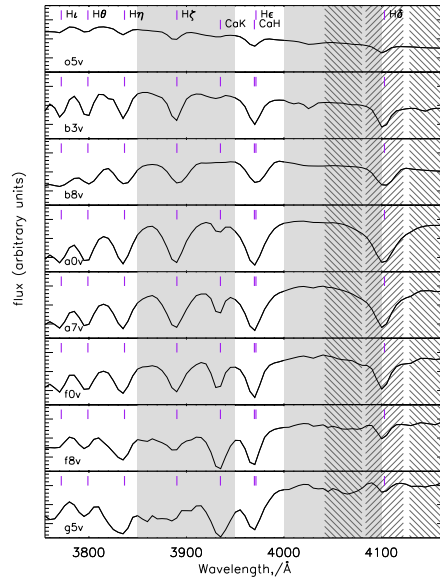 Hι Hθ Hη Hζ Hε Hδ
CaK CaH
o5v
b3v
b8v
a0v
a7v
f0v
f8v
g5v
flux (arbitrary units)
3800 3900 4000 4100
Wavelength,/Å